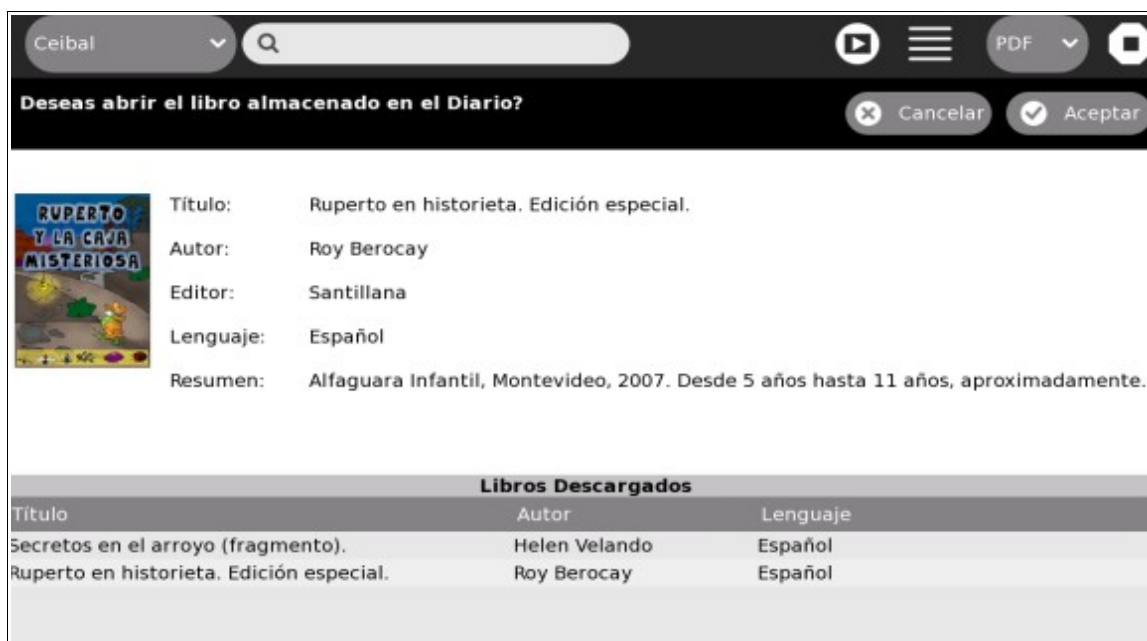 Ceibal
PDF
Deseas abrir el libro almacenado en el Diario?
Cancelar
Aceptar
RUPERTO
Y LA CAJA
MISTERIOSA
Título: Ruperto en historieta. Edición especial.
Autor: Roy Berocay
Editor: Santillana
Lenguaje: Español
Resumen: Alfaguara Infantil, Montevideo, 2007. Desde 5 años hasta 11 años, aproximadamente.
Libros Descargados
Título Autor Lenguaje
Secretos en el arroyo (fragmento). Helen Velando Español
Ruperto en historieta. Edición especial. Roy Berocay Español